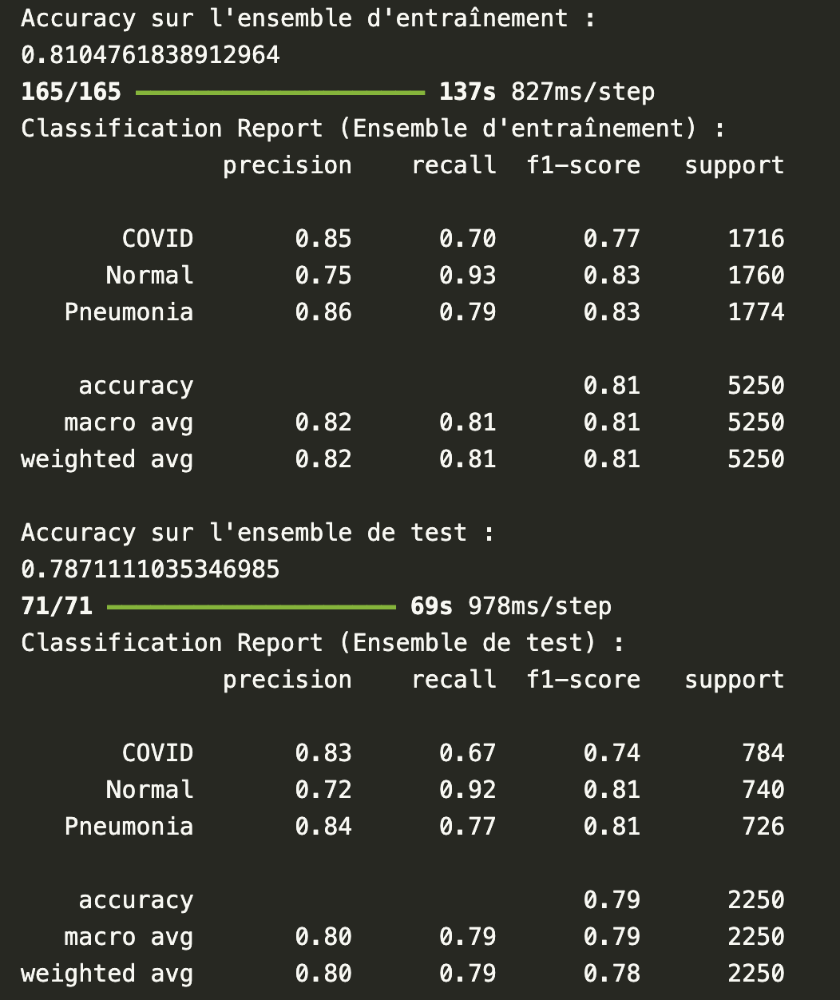 Accuracy sur l'ensemble d'entraînement :
0.8104761838912964
165/165 ━━━━━━━━━━━━━━━━━━━━ 137s 827ms/step
Classification Report (Ensemble d'entraînement) :
precision recall f1-score support
COVID 0.85 0.70 0.77 1716
Normal 0.75 0.93 0.83 1760
Pneumonia 0.86 0.79 0.83 1774
accuracy 0.81 5250
macro avg 0.82 0.81 0.81 5250
weighted avg 0.82 0.81 0.81 5250
Accuracy sur l'ensemble de test :
0.7871111035346985
71/71 ━━━━━━━━━━━━━━━━━━━━ 69s 978ms/step
Classification Report (Ensemble de test) :
precision recall f1-score support
COVID 0.83 0.67 0.74 784
Normal 0.72 0.92 0.81 740
Pneumonia 0.84 0.77 0.81 726
accuracy 0.79 2250
macro avg 0.80 0.79 0.79 2250
weighted avg 0.80 0.79 0.78 2250